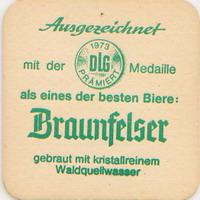 Ausgezeichnet
mit der
1973
DLG
PRÄMIERT
Medaille
als eines der besten Biere:
Braunfelser
gebraut mit kristallreinem
Waldquellwasser